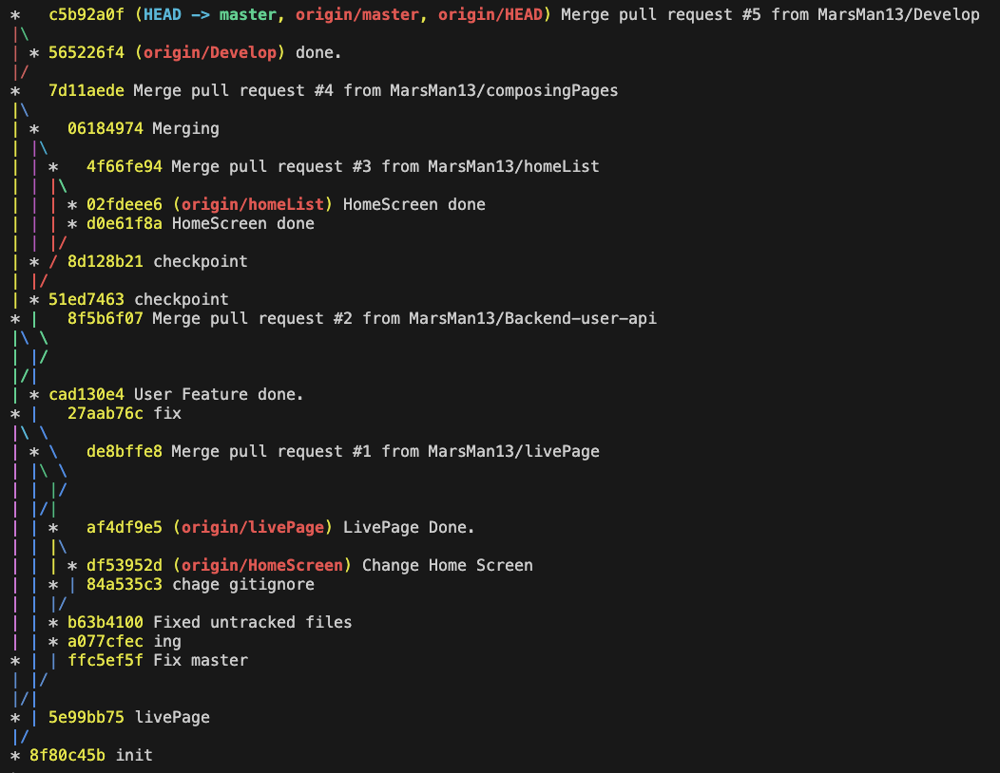 * c5b92a0f (HEAD -> master, origin/master, origin/HEAD) Merge pull request #5 from MarsMan13/Develop
|\
| * 565226f4 (origin/Develop) done.
|/
* 7d11aede Merge pull request #4 from MarsMan13/composingPages
|\
| * 06184974 Merging
| |\
| | * 4f66fe94 Merge pull request #3 from MarsMan13/homeList
| | |\
| | | * 02fdeee6 (origin/homeList) HomeScreen done
| | | * d0e61f8a HomeScreen done
| | |/
| * / 8d128b21 checkpoint
| |/
| * 51ed7463 checkpoint
* | 8f5b6f07 Merge pull request #2 from MarsMan13/Backend-user-api
|\ \
| |/
|/|
| * cad130e4 User Feature done.
* | 27aab76c fix
|\ \
| * \ de8bffe8 Merge pull request #1 from MarsMan13/livePage
| |\ \
| | |/
| |/|
| | * af4df9e5 (origin/livePage) LivePage Done.
| | |\
| | | * df53952d (origin/HomeScreen) Change Home Screen
| | * | 84a535c3 chage gitignore
| | |/
| | * b63b4100 Fixed untracked files
| | * a077cfec ing
* | | ffc5ef5f Fix master
| |/
|/|
* | 5e99bb75 livePage
|/
* 8f80c45b init